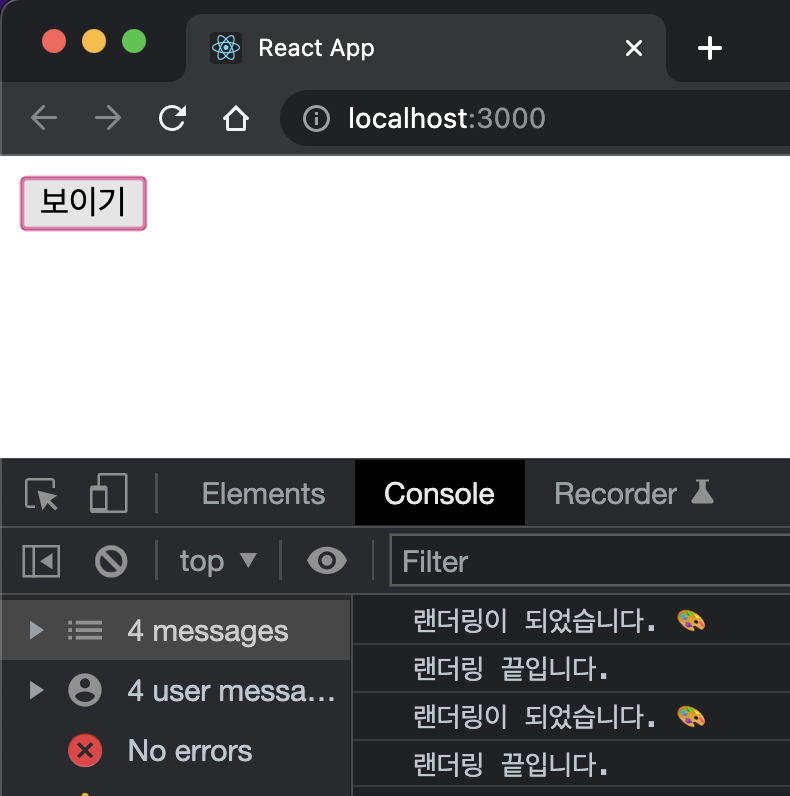 React App
localhost:3000
보이기
Elements Console Recorder
top Filter
4 messages
4 user messa...
No errors
랜더링이 되었습니다. 🎨
랜더링 끝입니다.
랜더링이 되었습니다. 🎨
랜더링 끝입니다.